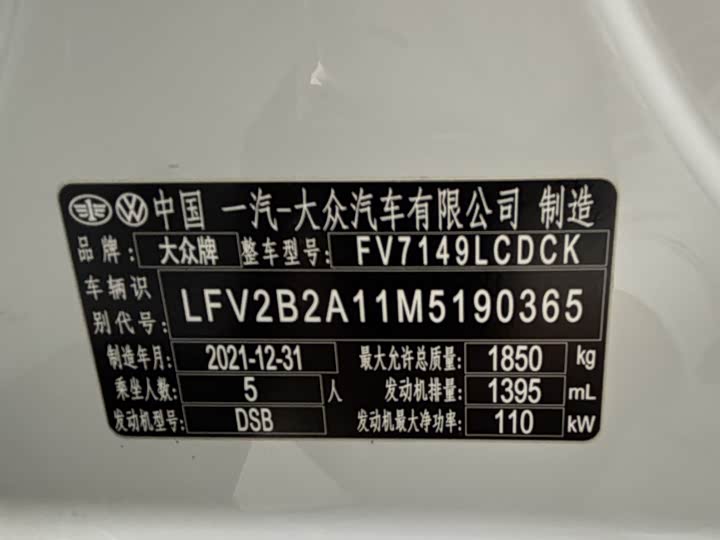 中国 一汽-大众汽车有限公司 制造
品牌: 大众牌 整车型号: FV7149LCDCK
车辆识别代号: LFV2B2A11M5190365
制造年月: 2021-12-31 最大允许总质量: 1850 kg
乘坐人数: 5 人 发动机排量: 1395 mL
发动机型号: DSB 发动机最大净功率: 110 kW